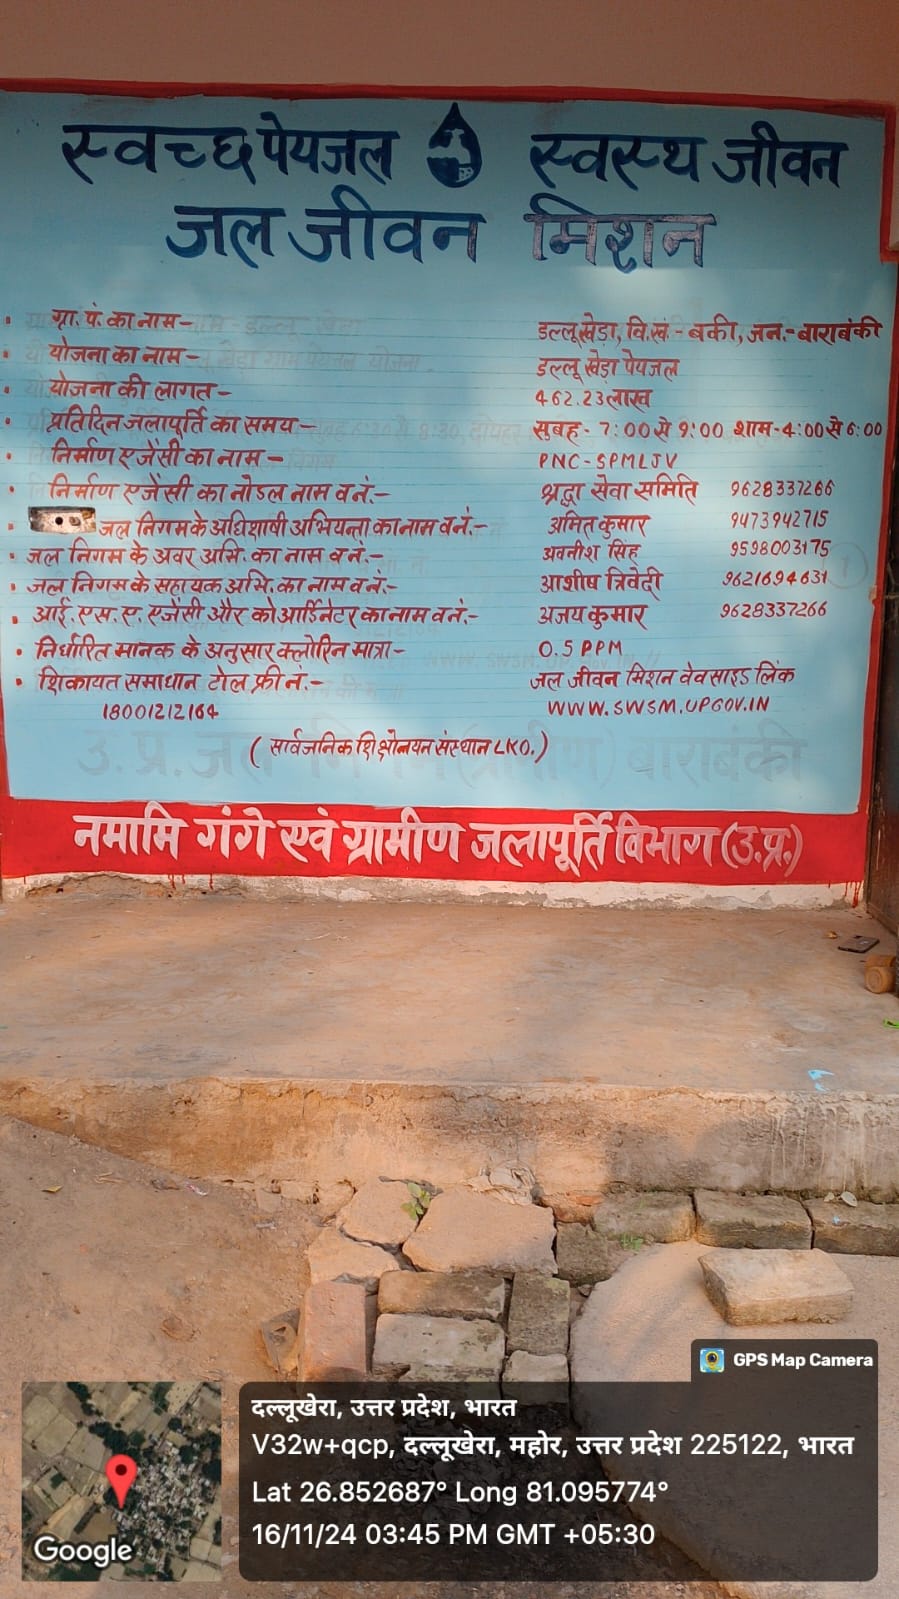 स्वच्छ पेयजल स्वस्थ जीवन
जल जीवन मिशन
• ग्रा. पं. का नाम - डल्लू खेड़ा, वि.खं. - बंकी, जन.- बाराबंकी
• योजना का नाम - डल्लू खेड़ा पेयजल
• योजना की लागत - 462.23 लाख
• प्रतिदिन जलापूर्ति का समय - सुबह - 7:00 से 9:00 शाम - 4:00 से 6:00
• निर्माण एजेंसी का नाम - PNC-SPMLJV
• निर्माण एजेंसी का नोडल नाम व नं.- श्रद्धा सेवा समिति 9628337266
• जल निगम के अधिशाषी अभियन्ता का नाम व नं.- अमित कुमार 9473942715
• जल निगम के अवर अभि. का नाम व नं.- अवनीश सिंह 9598003175
• जल निगम के सहायक अभि. का नाम व नं.- आशीष त्रिवेदी 9621694631
• आई. एस. ए. एजेंसी और कोआर्डिनेटर का नाम व नं.- अजय कुमार 9628337266
• निर्धारित मानक के अनुसार क्लोरिन मात्रा - 0.5 PPM
• शिकायत समाधान टोल फ्री नं.- जल जीवन मिशन वेवसाइड लिंक
18001212164 WWW.SWSM.UPGOV.IN
( सार्वजनिक शिक्षोन्नयन संस्थान LKO.)
उ. प्र. जल निगम (ग्रामीण) बाराबंकी
नमामि गंगे एवं ग्रामीण जलापूर्ति विभाग (उ.प्र.)
GPS Map Camera
दल्लूखेरा, उत्तर प्रदेश, भारत
V32w+qcp, दल्लूखेरा, महोर, उत्तर प्रदेश 225122, भारत
Lat 26.852687° Long 81.095774°
16/11/24 03:45 PM GMT +05:30
Google